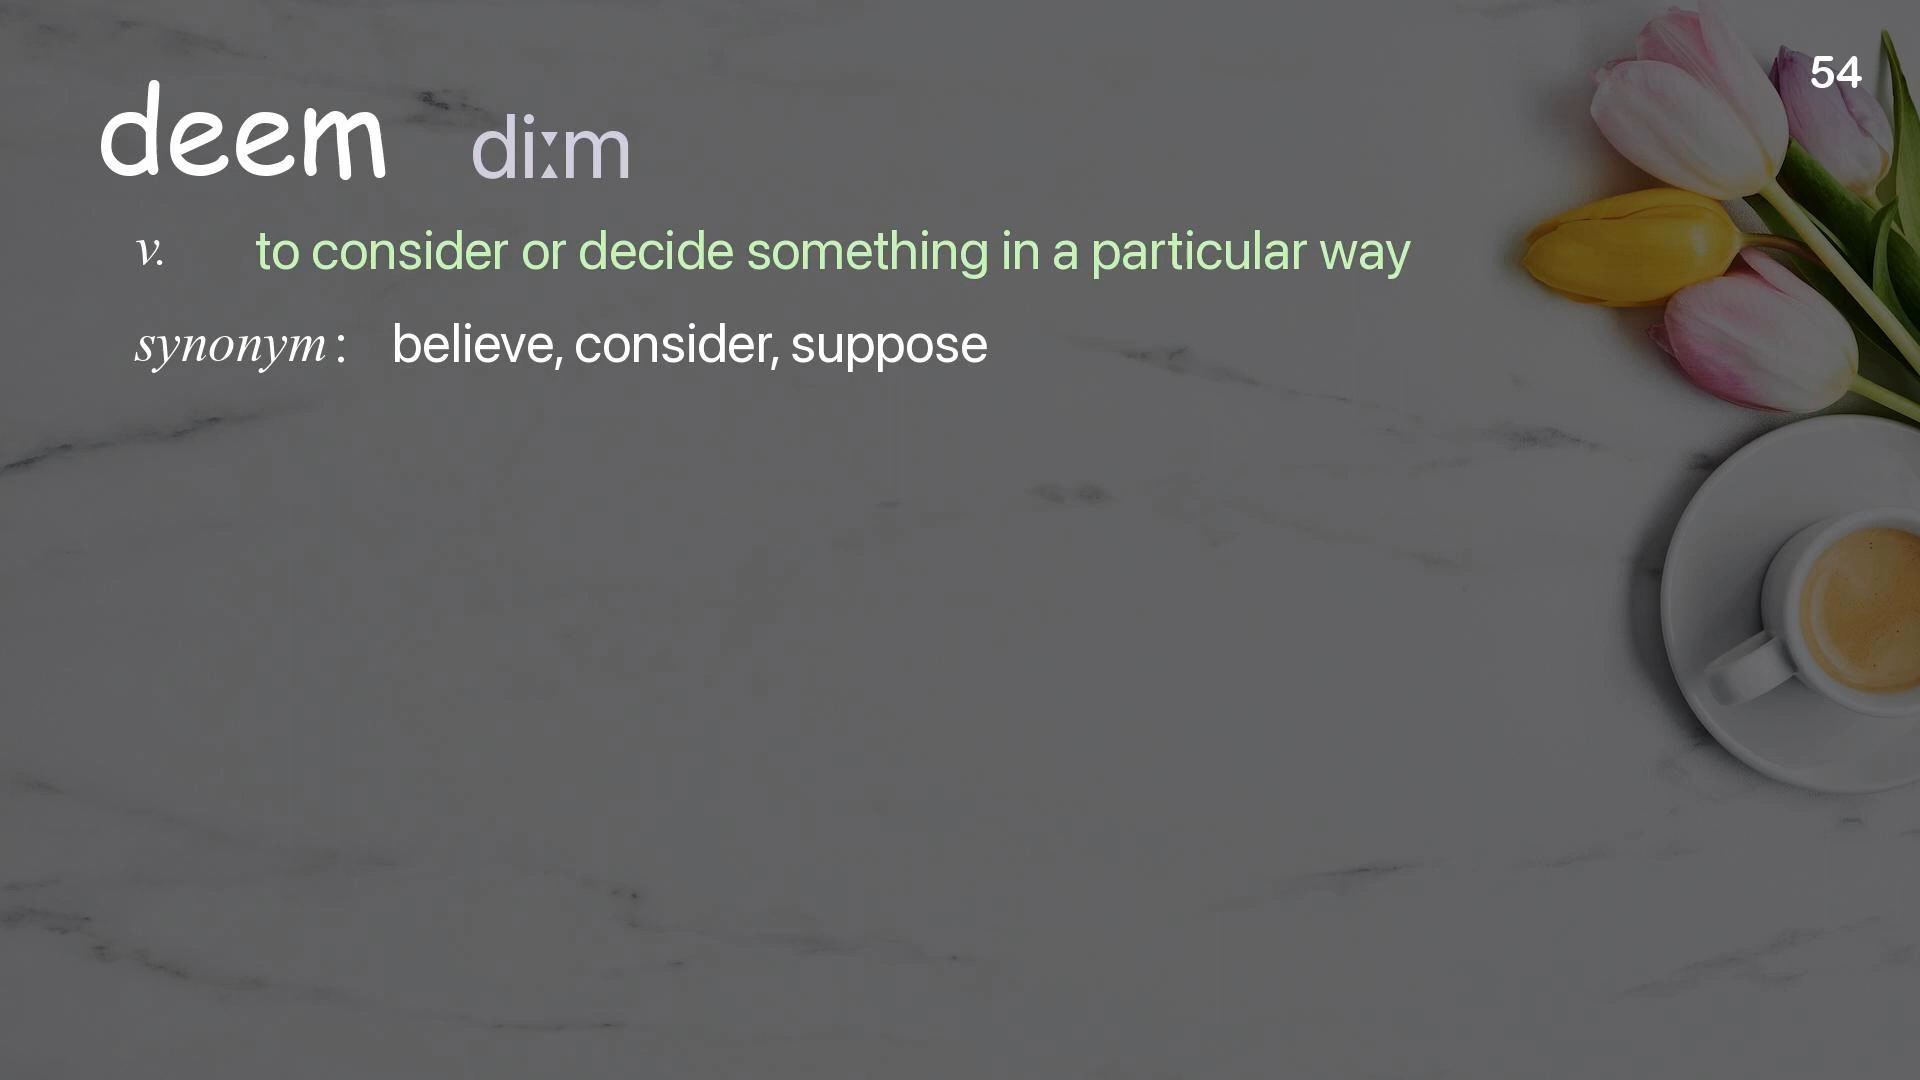 54
deem diːm
v. to consider or decide something in a particular way
synonym : believe, consider, suppose